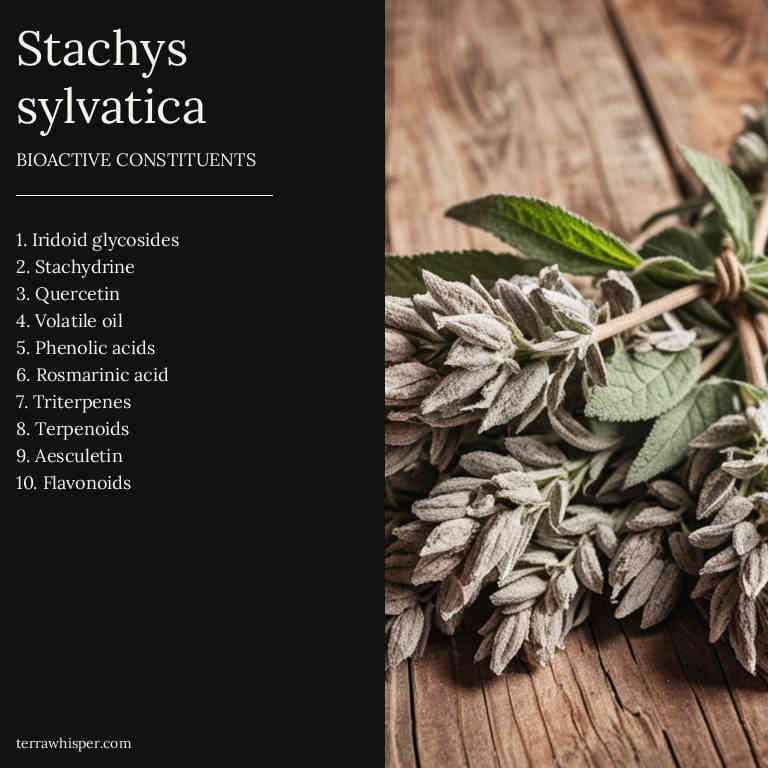 Stachys
sylvatica
BIOACTIVE CONSTITUENTS
1. Iridoid glycosides
2. Stachydrine
3. Quercetin
4. Volatile oil
5. Phenolic acids
6. Rosmarinic acid
7. Triterpenes
8. Terpenoids
9. Aesculetin
10. Flavonoids
terrawhisper.com